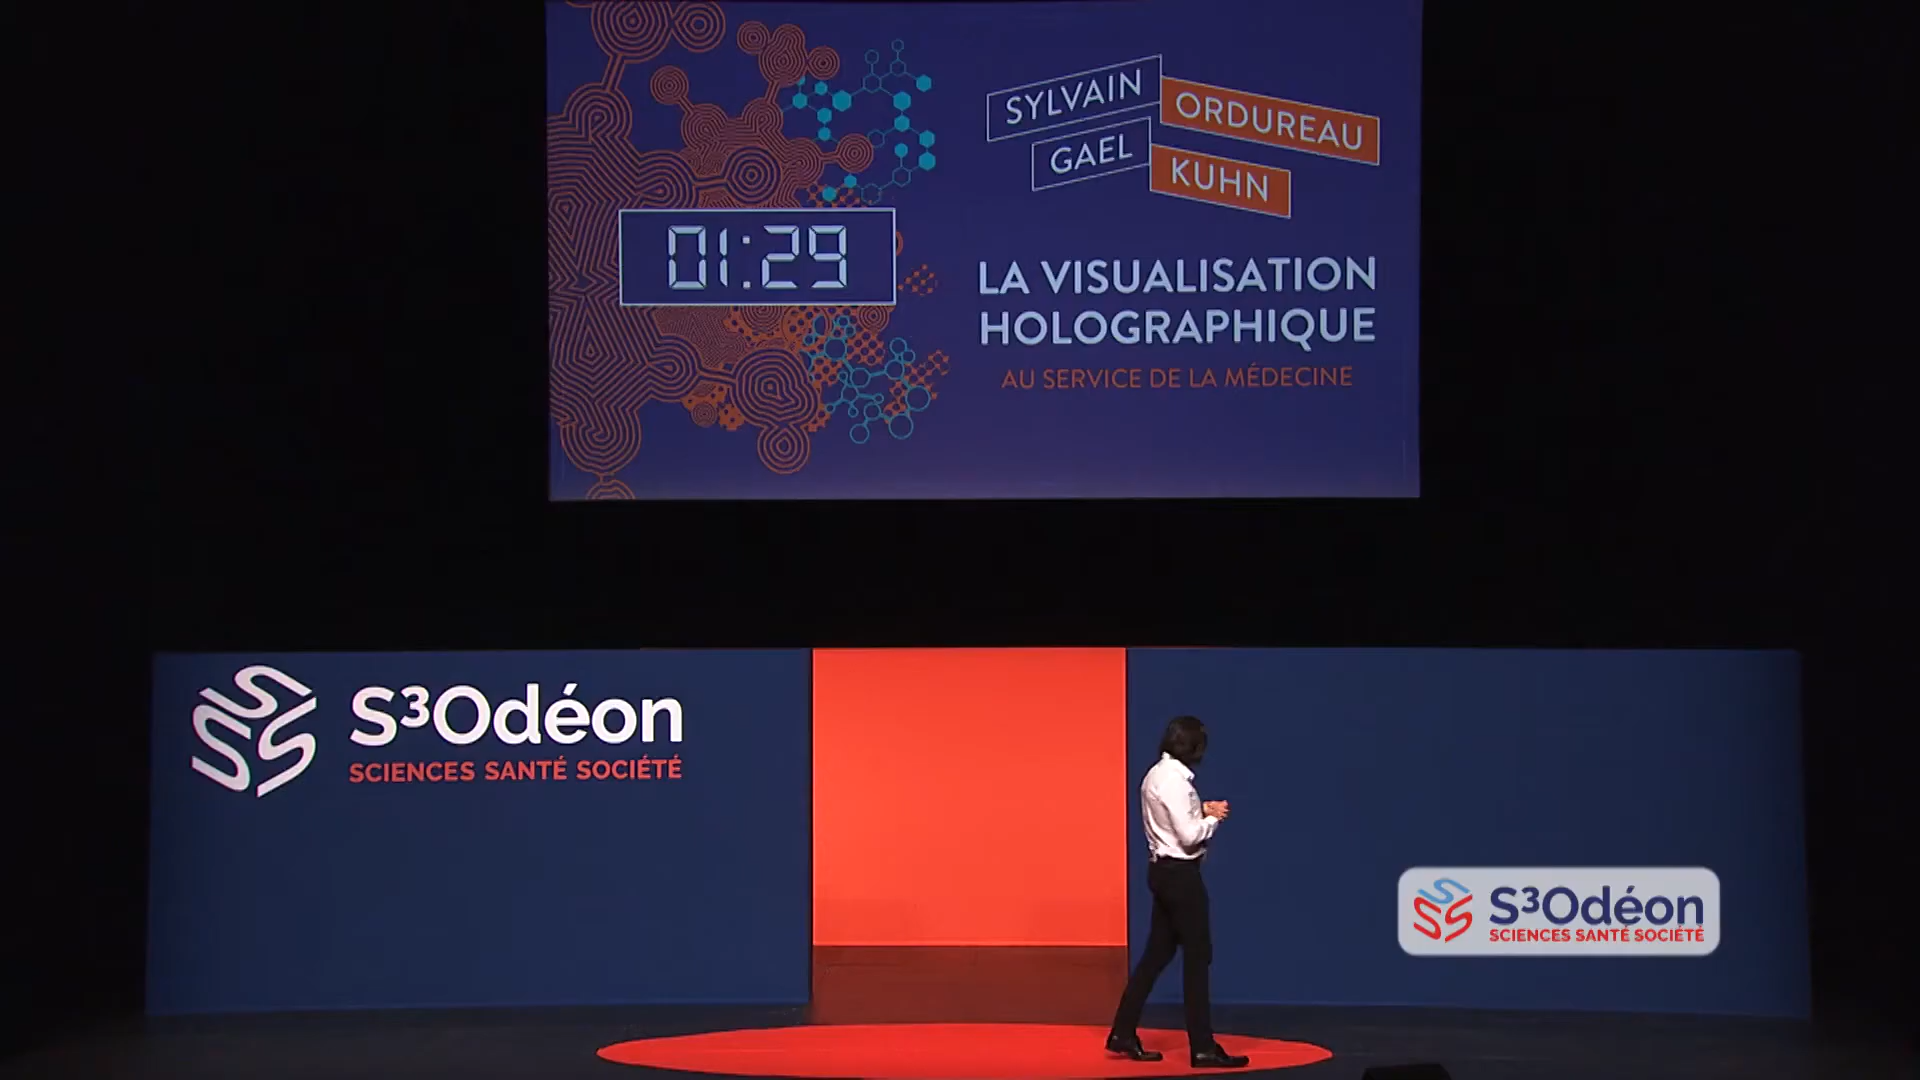 SYLVAIN ORDUREAU
GAEL KUHN
01:29
LA VISUALISATION
HOLOGRAPHIQUE
AU SERVICE DE LA MÉDECINE
S³Odéon
SCIENCES SANTÉ SOCIÉTÉ
S³Odéon
SCIENCES SANTÉ SOCIÉTÉ